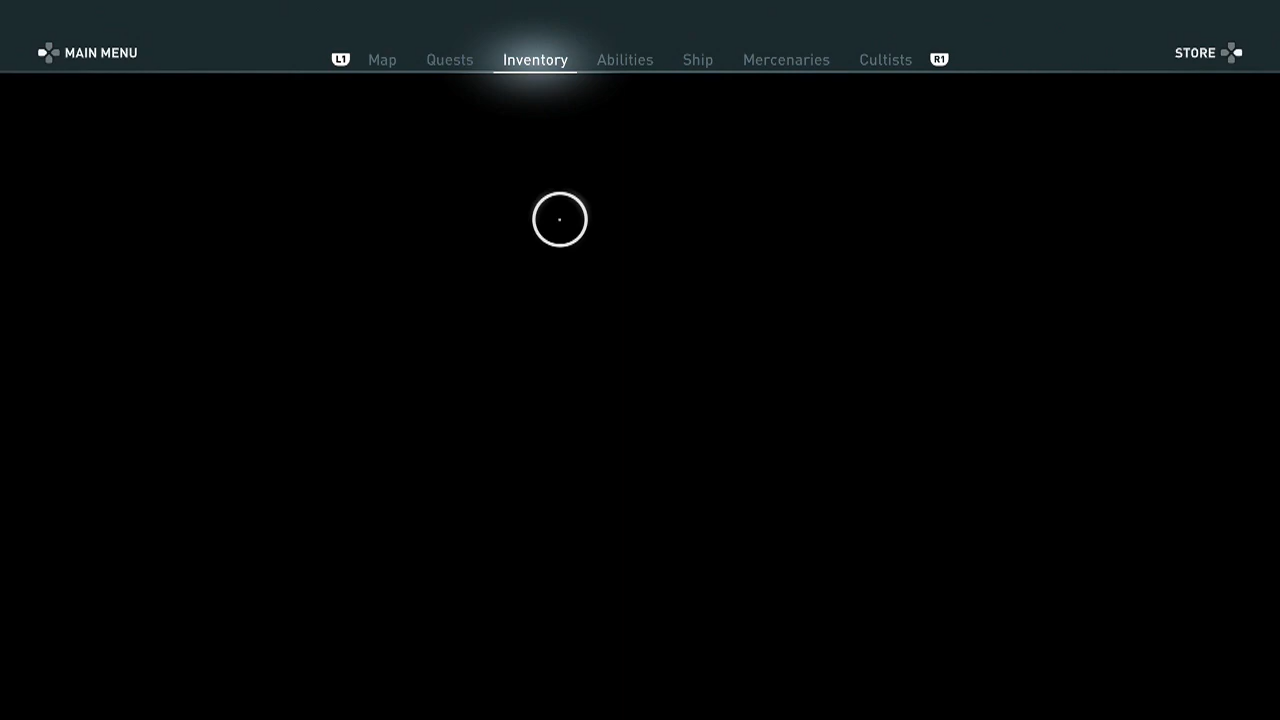 MAIN MENU
L1 Map Quests Inventory Abilities Ship Mercenaries Cultists R1
STORE